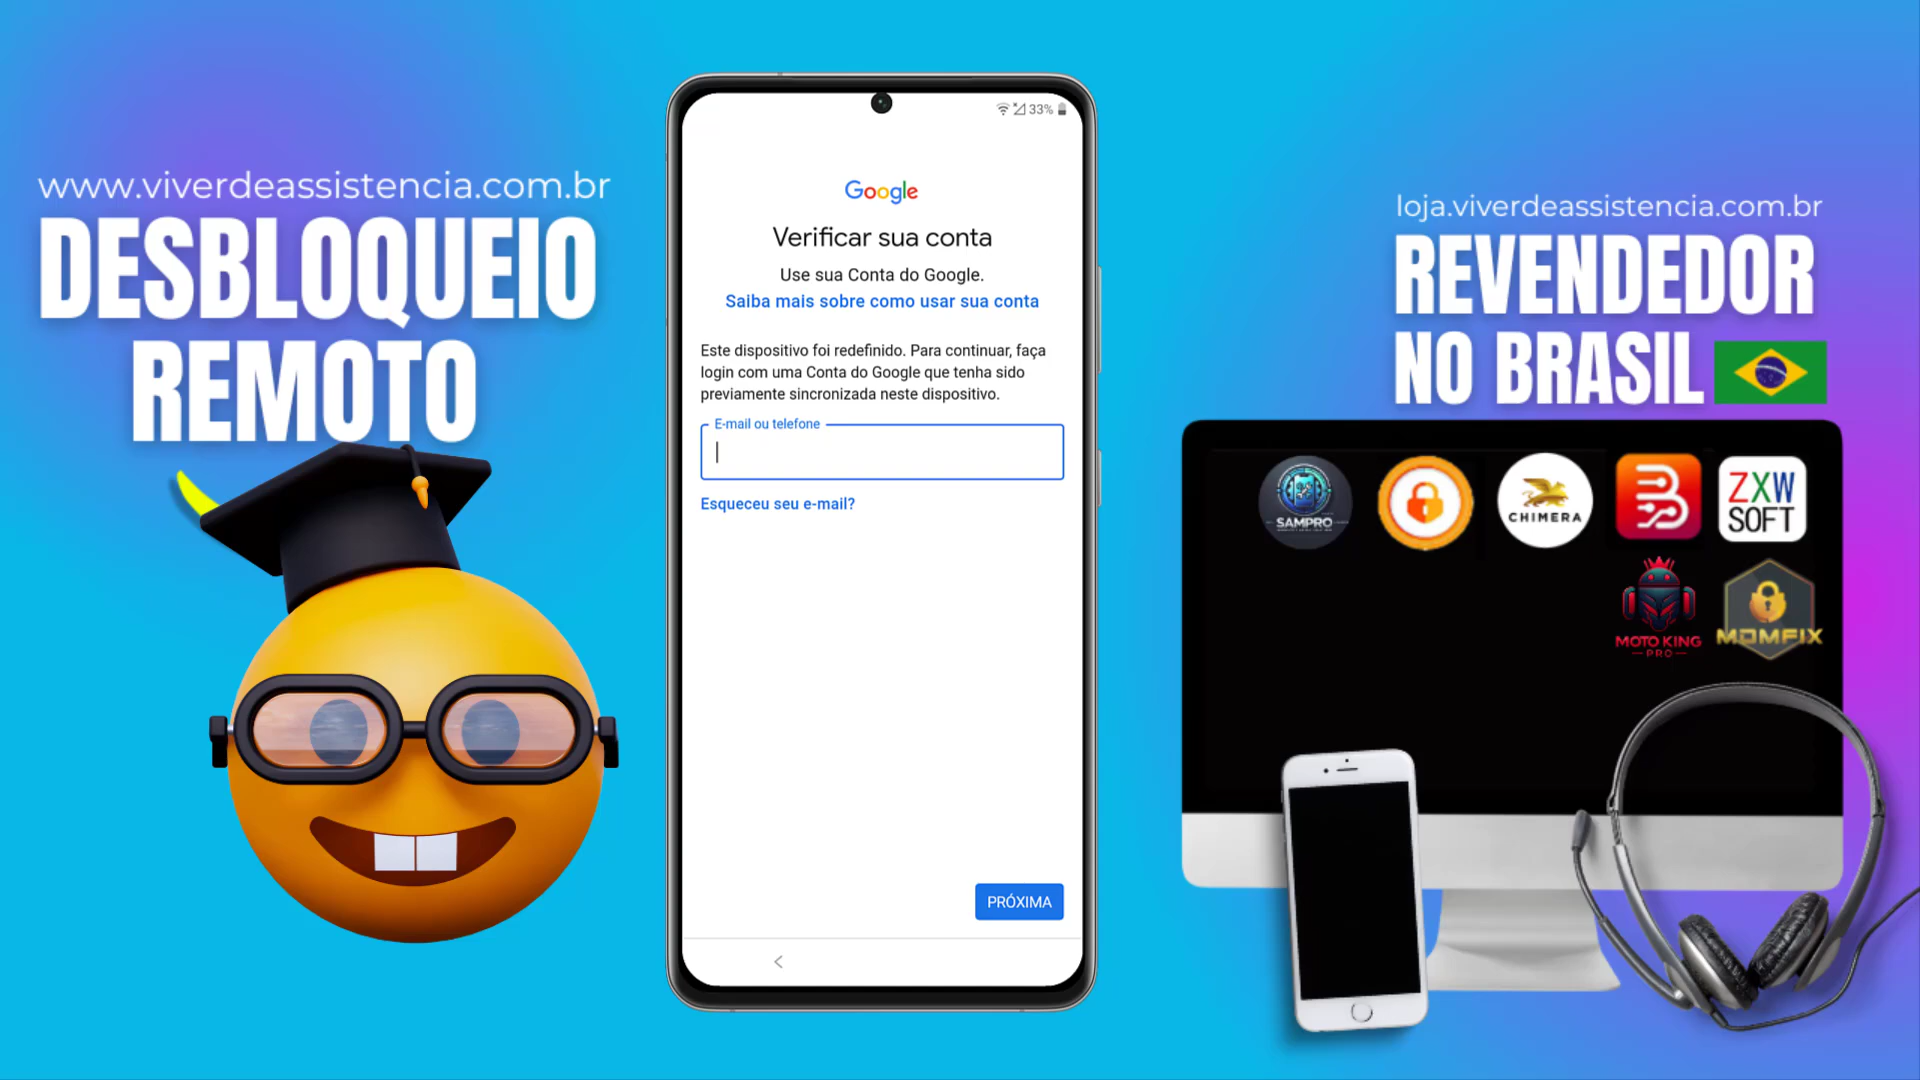 www.viverdeassistencia.com.br
DESBLOQUEIO
REMOTO
33%
Google
Verificar sua conta
Use sua Conta do Google.
Saiba mais sobre como usar sua conta
Este dispositivo foi redefinido. Para continuar, faça
login com uma Conta do Google que tenha sido
previamente sincronizada neste dispositivo.
E-mail ou telefone
Esqueceu seu e-mail?
PRÓXIMA
loja.viverdeassistencia.com.br
REVENDEDOR
NO BRASIL
SAMPRO
CHIMERA
ZXW
SOFT
MOTO KING
PRO
MDMFIX